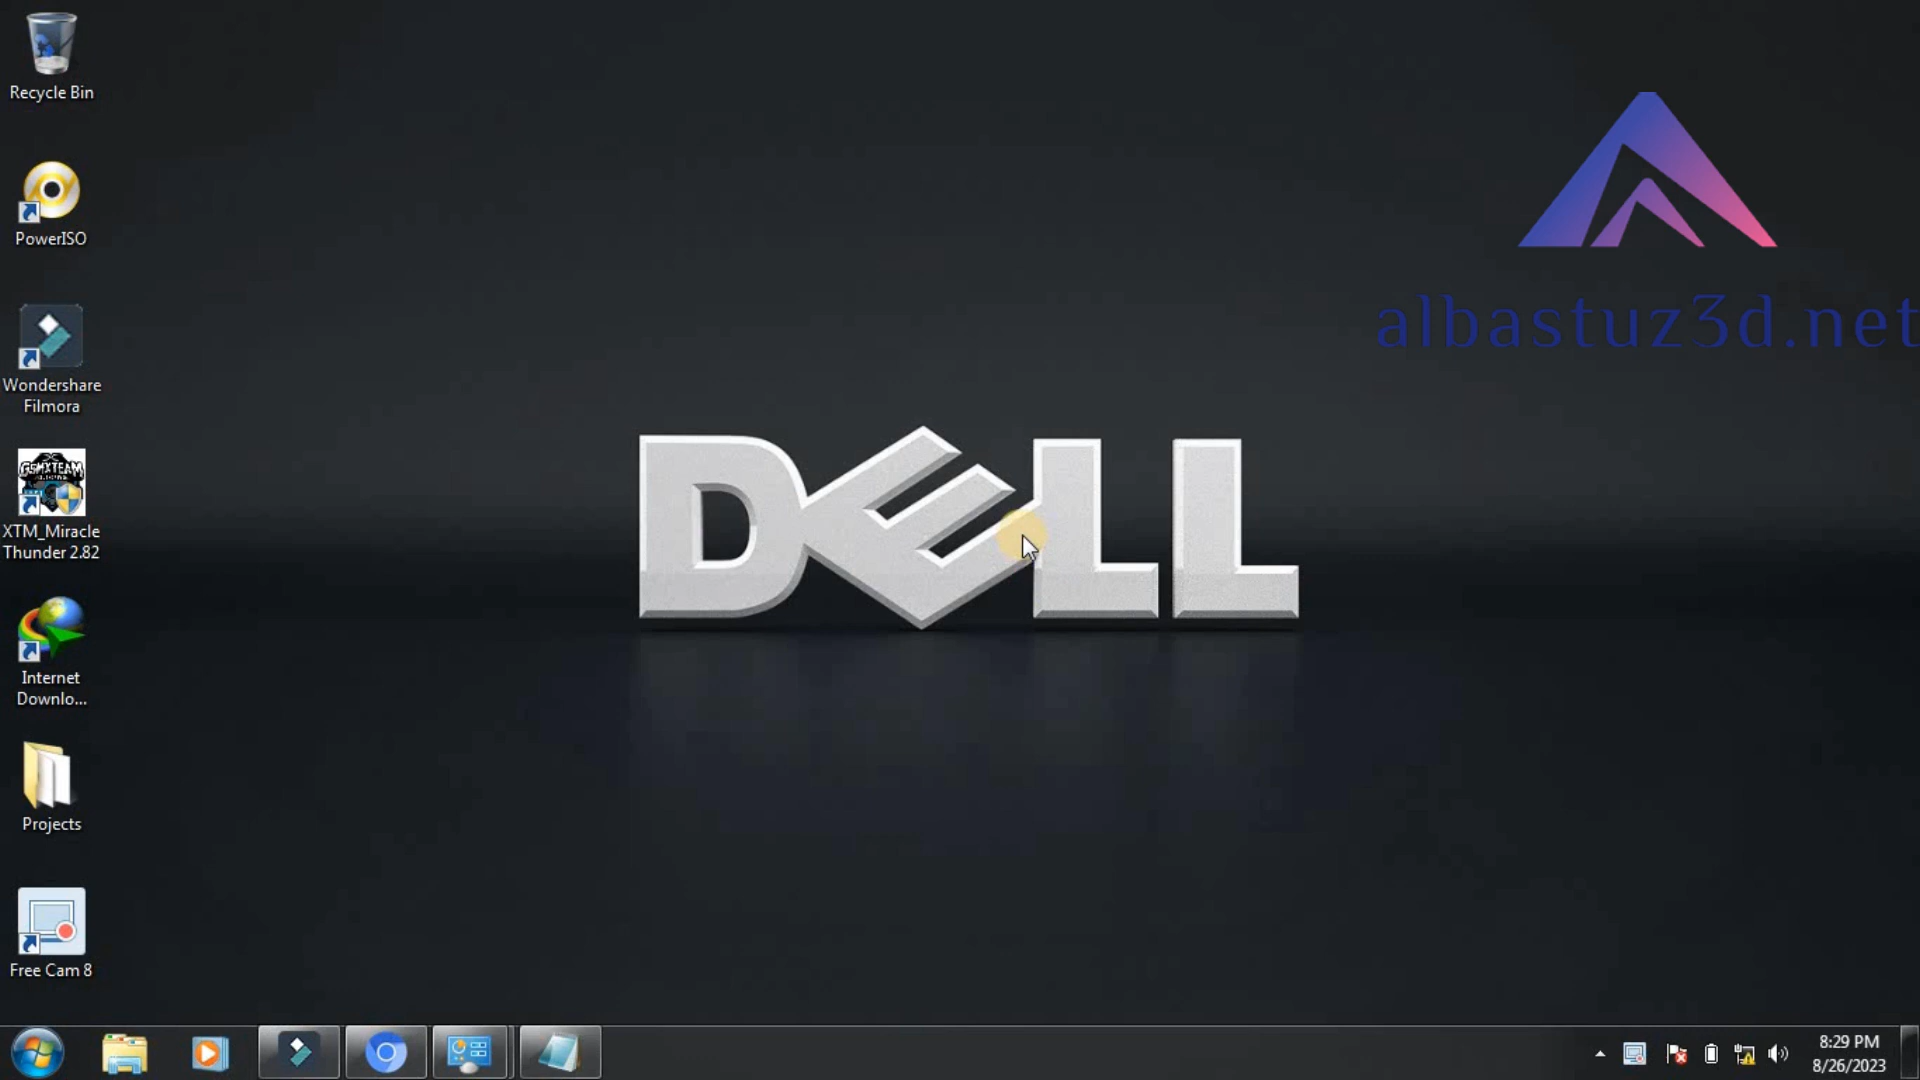 Recycle Bin
PowerISO
Wondershare
Filmora
GSMXTEAM
XTM_Miracle
Thunder 2.82
Internet
Downlo...
Projects
Free Cam 8
DELL
albastuz3d.net
8:29 PM
8/26/2023